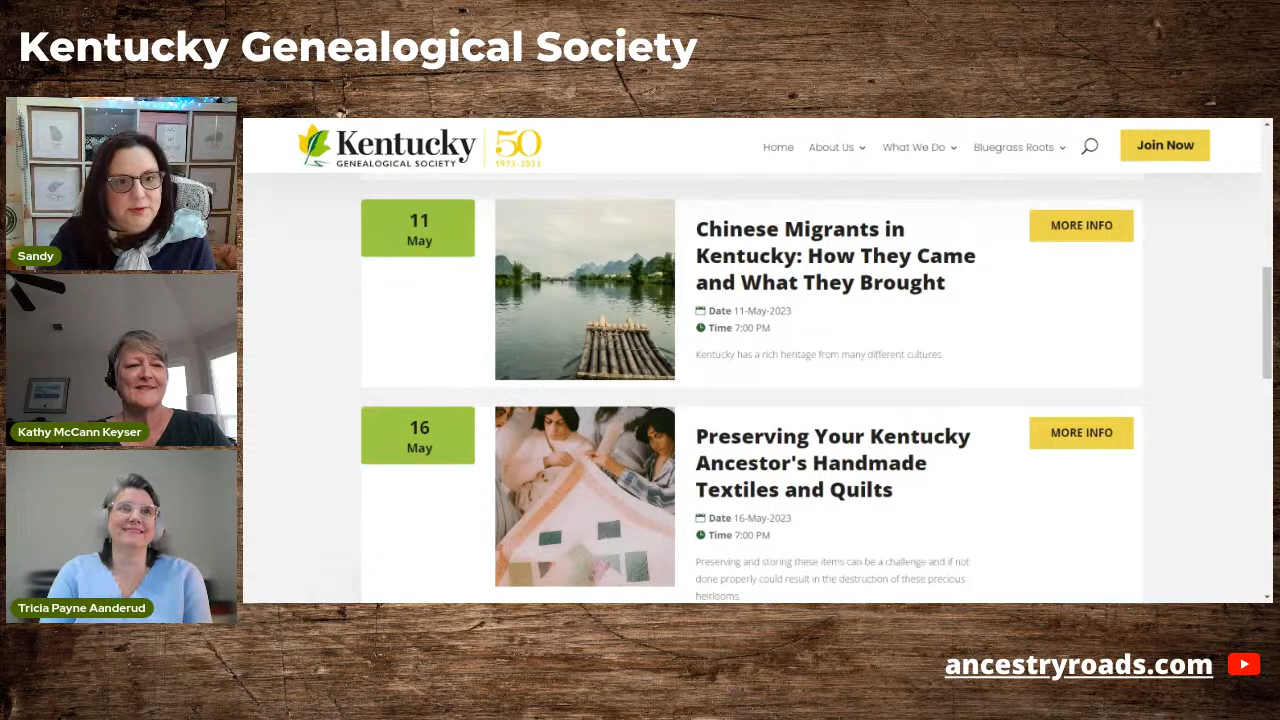 Kentucky Genealogical Society
Sandy
Kathy McCann Keyser
Tricia Payne Aanderud
Kentucky
GENEALOGICAL SOCIETY
50
1973-2023
Home
About Us
What We Do
Bluegrass Roots
Join Now
11
May
Chinese Migrants in
Kentucky: How They Came
and What They Brought
Date 11-May-2023
Time 7:00 PM
Kentucky has a rich heritage from many different cultures
MORE INFO
16
May
Preserving Your Kentucky
Ancestor's Handmade
Textiles and Quilts
Date 16-May-2023
Time 7:00 PM
Preserving and storing these items can be a challenge and if not
done properly could result in the destruction of these precious
heirlooms
MORE INFO
ancestryroads.com